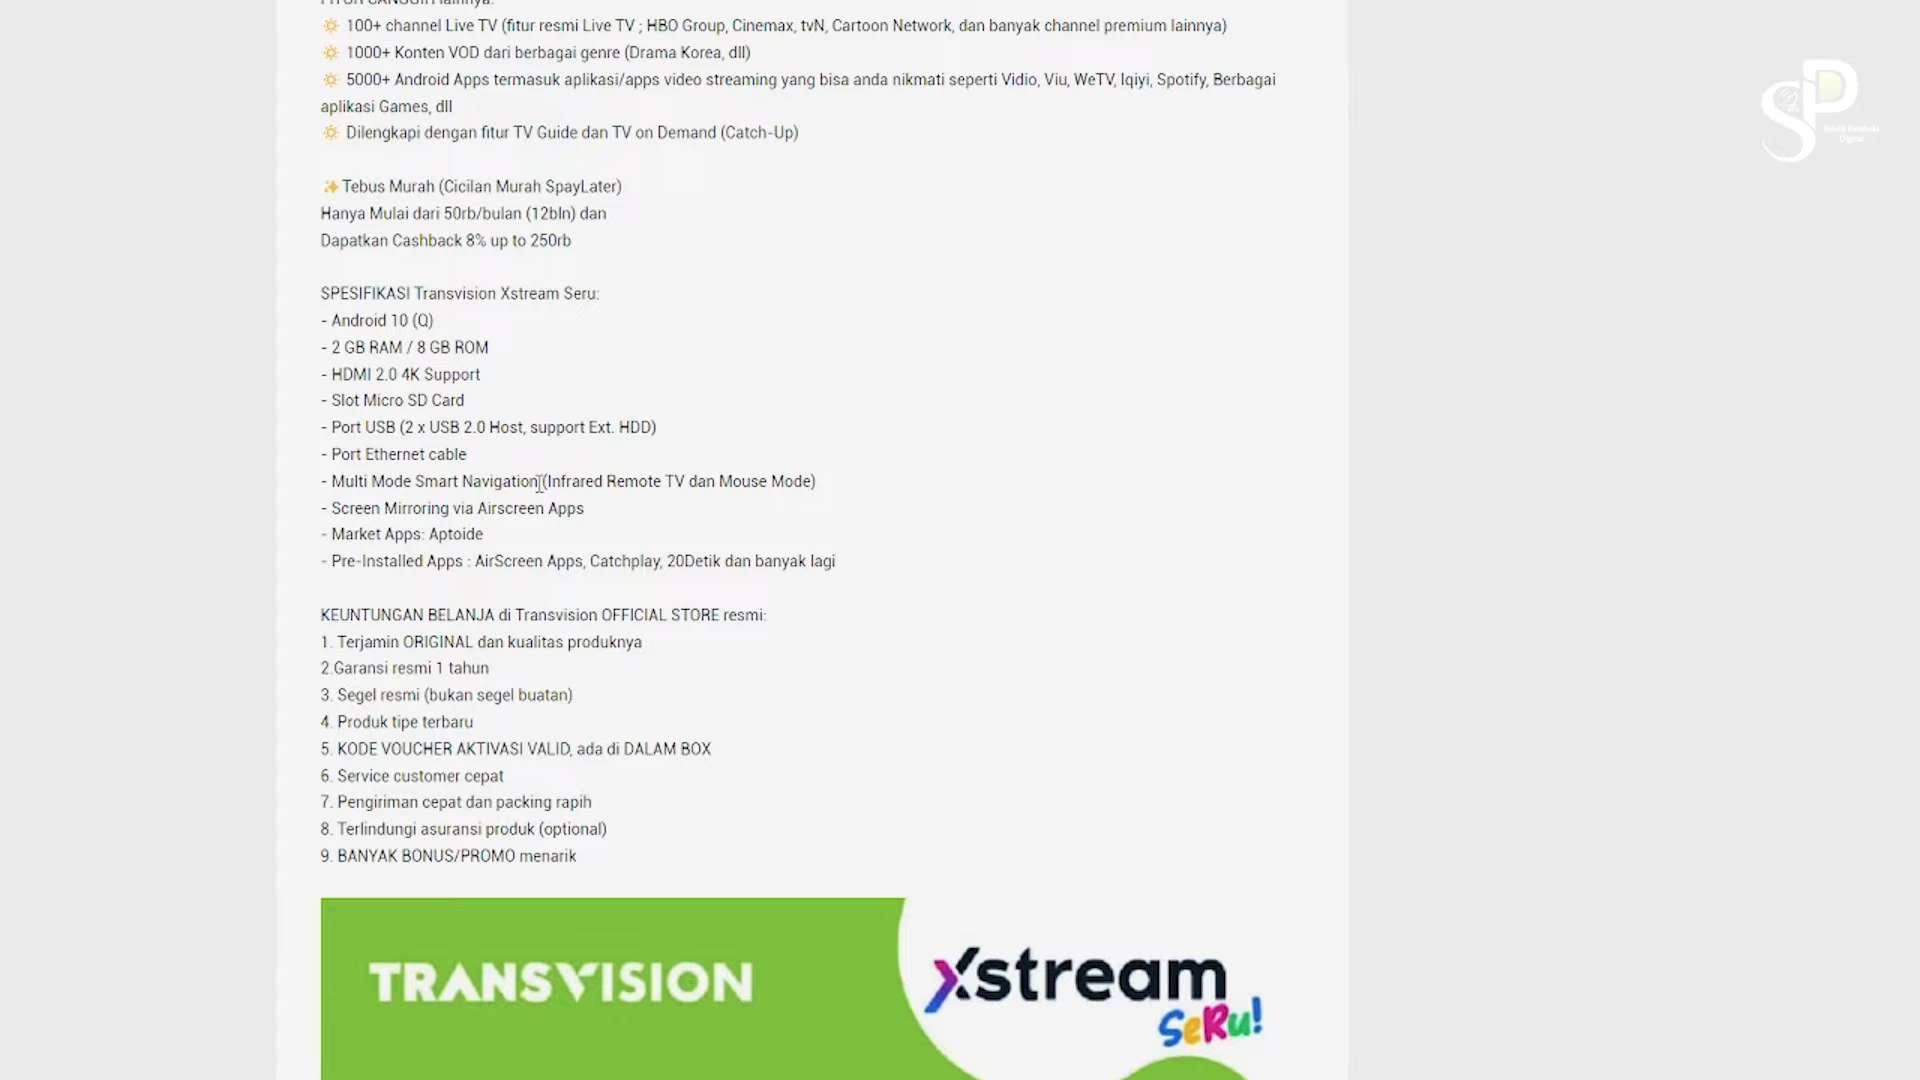 FITUR CANGGIH lainnya:
🔅 100+ channel Live TV (fitur resmi Live TV ; HBO Group, Cinemax, tvN, Cartoon Network, dan banyak channel premium lainnya)
🔅 1000+ Konten VOD dari berbagai genre (Drama Korea, dll)
🔅 5000+ Android Apps termasuk aplikasi/apps video streaming yang bisa anda nikmati seperti Vidio, Viu, WeTV, Iqiyi, Spotify, Berbagai
aplikasi Games, dll
🔅 Dilengkapi dengan fitur TV Guide dan TV on Demand (Catch-Up)
✨Tebus Murah (Cicilan Murah SpayLater)
Hanya Mulai dari 50rb/bulan (12bln) dan
Dapatkan Cashback 8% up to 250rb
SPESIFIKASI Transvision Xstream Seru:
- Android 10 (Q)
- 2 GB RAM / 8 GB ROM
- HDMI 2.0 4K Support
- Slot Micro SD Card
- Port USB (2 x USB 2.0 Host, support Ext. HDD)
- Port Ethernet cable
- Multi Mode Smart Navigation (Infrared Remote TV dan Mouse Mode)
- Screen Mirroring via Airscreen Apps
- Market Apps: Aptoide
- Pre-Installed Apps : AirScreen Apps, Catchplay, 20Detik dan banyak lagi
KEUNTUNGAN BELANJA di Transvision OFFICIAL STORE resmi:
1. Terjamin ORIGINAL dan kualitas produknya
2.Garansi resmi 1 tahun
3. Segel resmi (bukan segel buatan)
4. Produk tipe terbaru
5. KODE VOUCHER AKTIVASI VALID, ada di DALAM BOX
6. Service customer cepat
7. Pengiriman cepat dan packing rapih
8. Terlindungi asuransi produk (optional)
9. BANYAK BONUS/PROMO menarik
TRANSVISION
Xstream
SeRu!
SP
Digital